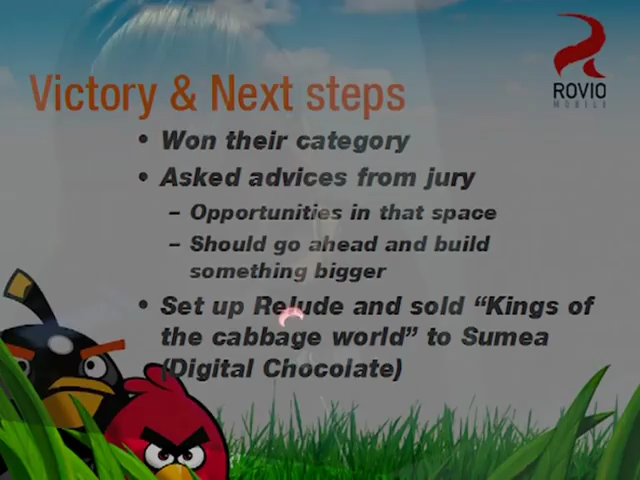 ROVIO
MOBILE
Victory & Next steps
• Won their category
• Asked advices from jury
– Opportunities in that space
– Should go ahead and build
something bigger
• Set up Relude and sold “Kings of
the cabbage world” to Sumea
(Digital Chocolate)